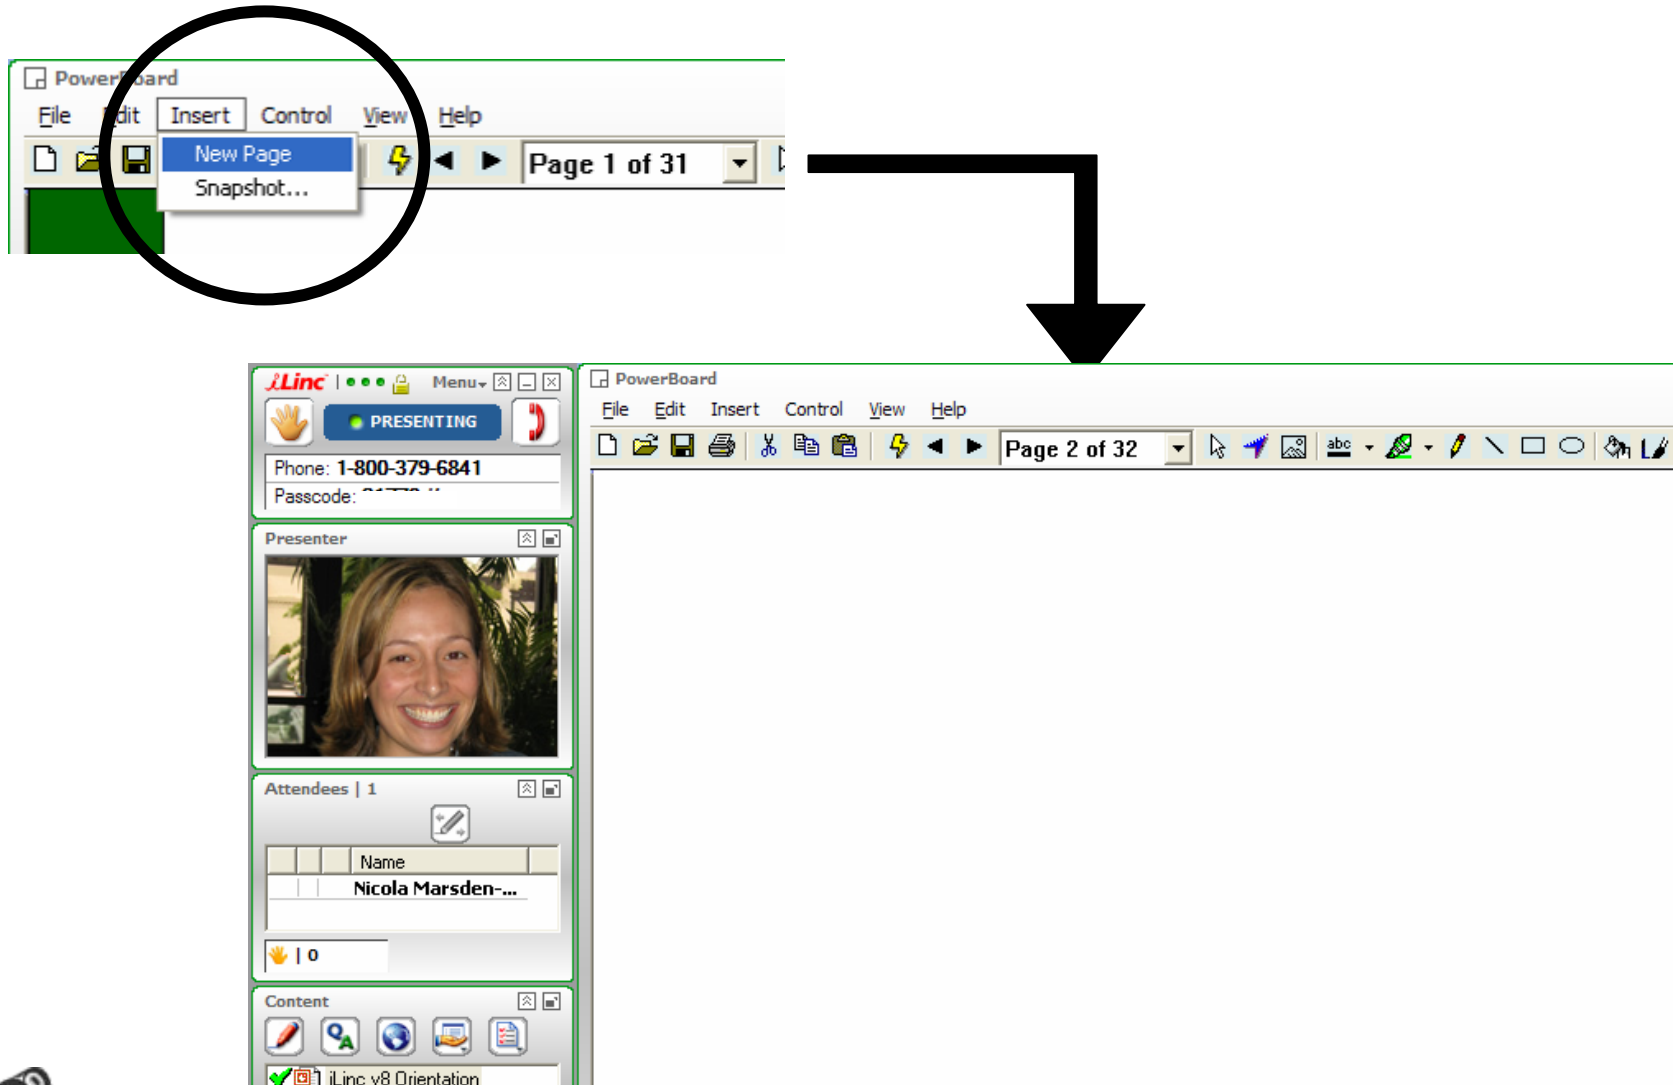 PowerBoard
File Edit Insert Control View Help
New Page
Page 1 of 31
Snapshot...
iLinc Menu
PRESENTING
Phone: 1-800-379-6841
Passcode:
Presenter
Attendees | 1
Name
Nicola Marsden-...
| 0
Content
QA
iLinc v8 Orientation
PowerBoard
File Edit Insert Control View Help
Page 2 of 32
abc